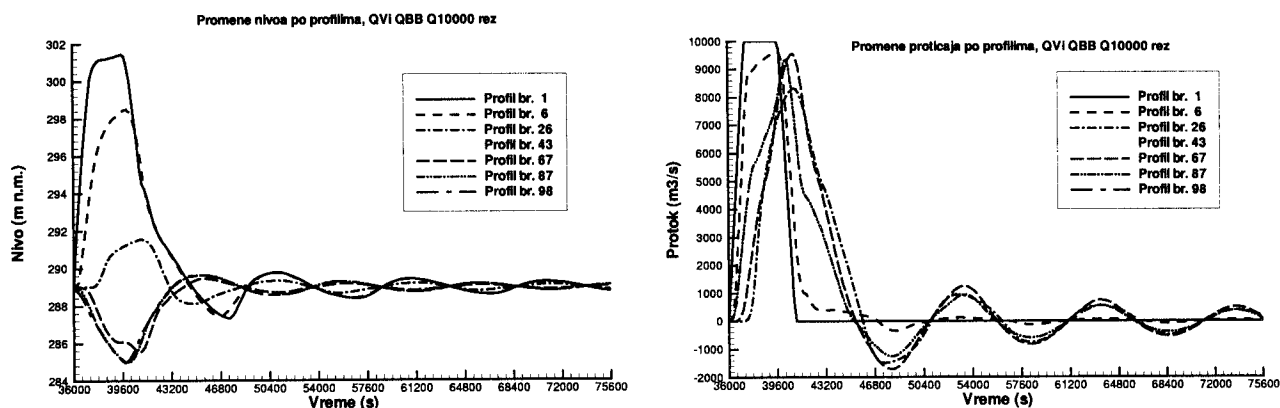 Promene nivoa po profilima, QVi QBB Q10000 rez
Nivo (m n.m.)
302
300
298
296
294
292
290
288
286
284
Profil br. 1
Profil br. 6
Profil br. 26
Profil br. 43
Profil br. 67
Profil br. 87
Profil br. 98
36000 39600 43200 46800 50400 54000 57600 61200 64800 68400 72000 75600
Vreme (s)
Promene proticaja po profilima, QVi QBB Q10000 rez
Protok (m3/s)
10000
9000
8000
7000
6000
5000
4000
3000
2000
1000
0
-1000
-2000
Profil br. 1
Profil br. 6
Profil br. 26
Profil br. 43
Profil br. 67
Profil br. 87
Profil br. 98
36000 39600 43200 46800 50400 54000 57600 61200 64800 68400 72000 75600
Vreme (s)